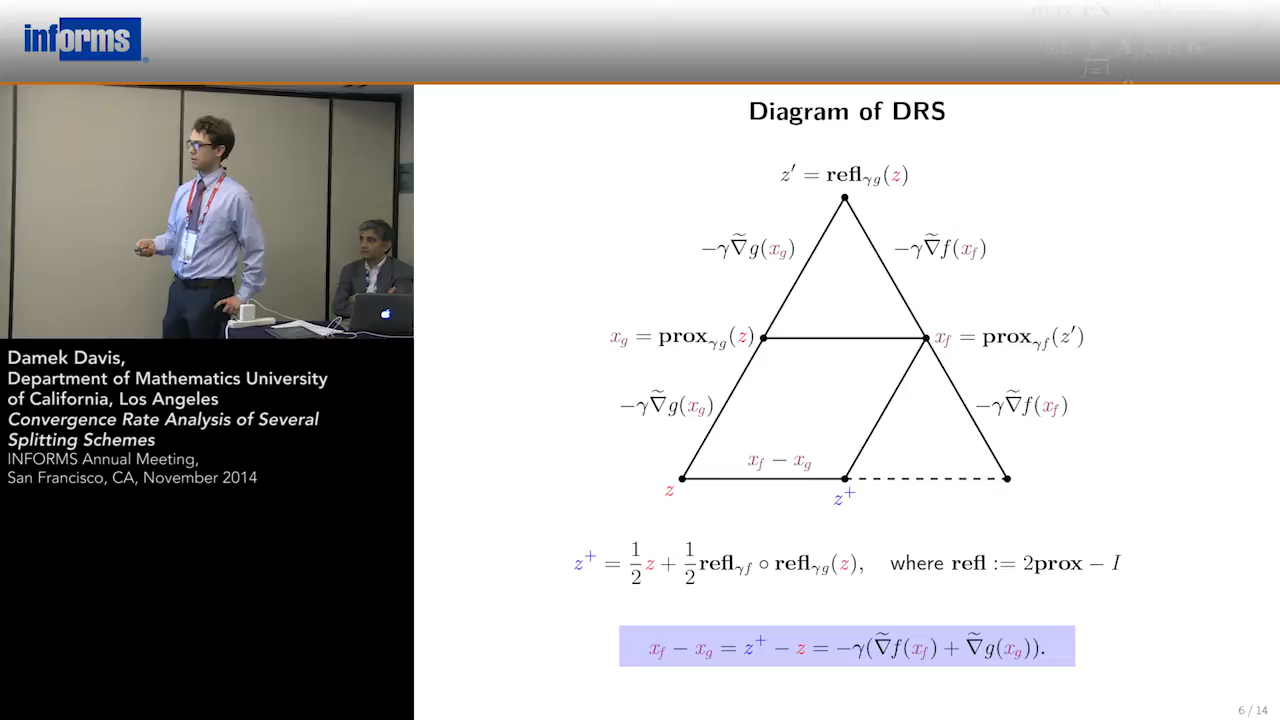 informs
Diagram of DRS
z′ = refl_{γg}(z)
−γ∇̃g(x_g)
−γ∇̃f(x_f)
x_g = prox_{γg}(z)
x_f = prox_{γf}(z′)
−γ∇̃g(x_g)
−γ∇̃f(x_f)
x_f − x_g
z
z⁺
z⁺ = 1/2 z + 1/2 refl_{γf} ∘ refl_{γg}(z), where refl := 2prox − I
x_f − x_g = z⁺ − z = −γ(∇̃f(x_f) + ∇̃g(x_g)).
6 / 14
Damek Davis,
Department of Mathematics University
of California, Los Angeles
Convergence Rate Analysis of Several
Splitting Schemes
INFORMS Annual Meeting,
San Francisco, CA, November 2014